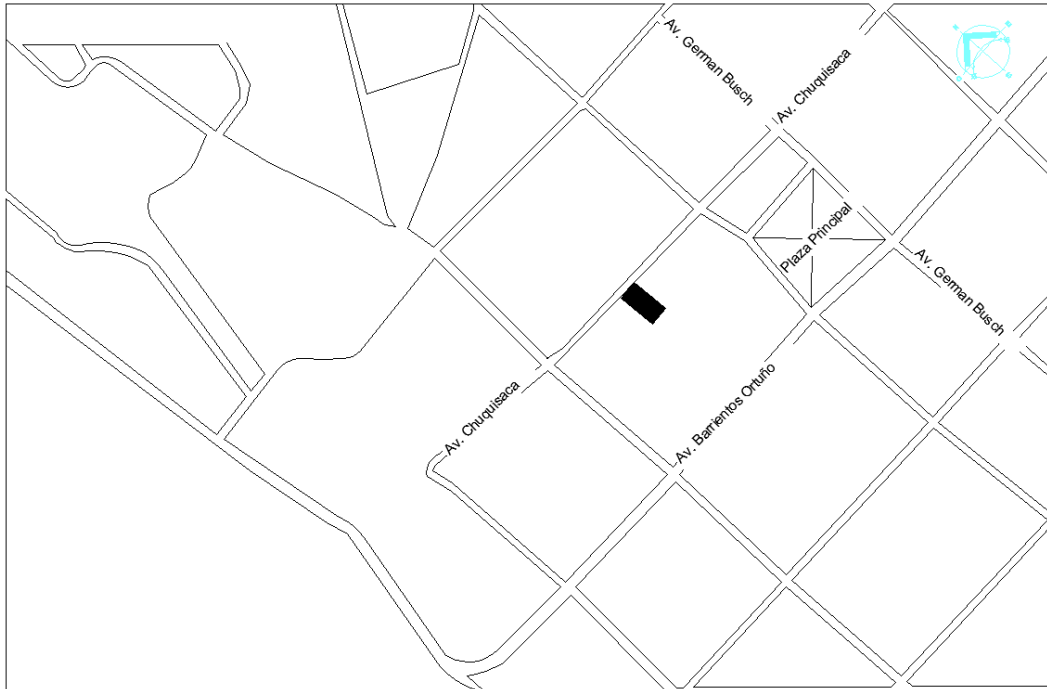 Av. German Busch
Av. Chuquisaca
Plaza Principal
Av. German Busch
Av. Chuquisaca
Av. Barrientos Ortuño